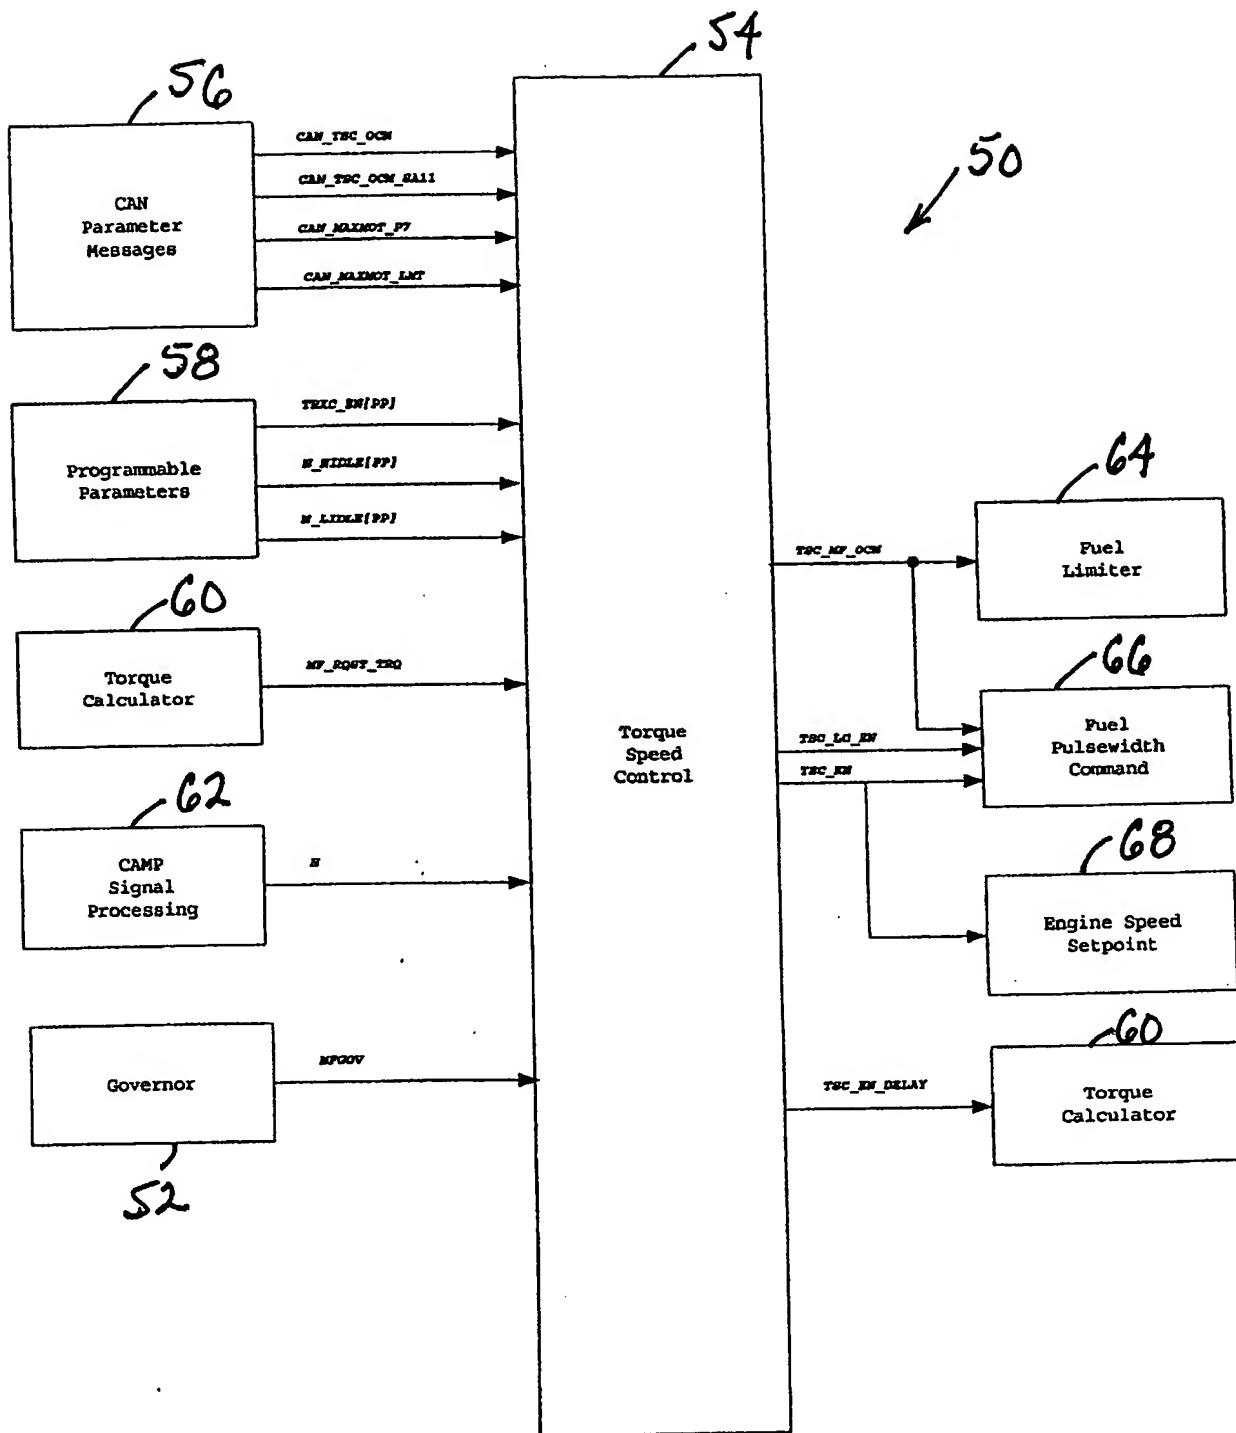 54
56
CAN
Parameter
Messages
CAN_TSC_OCM
CAN_TSC_OCM_SA11
CAN_MAXMOT_P7
CAN_MAXMOT_LMT
50
58
Programmable
Parameters
TRXC_EN[PP]
N_HIDLE[PP]
N_LIDLE[PP]
60
Torque
Calculator
MF_RQST_TRQ
62
CAMP
Signal
Processing
N
Governor
MFGOV
52
Torque
Speed
Control
64
TSC_MF_OCM
Fuel
Limiter
66
TSC_LC_EN
TSC_EN
Fuel
Pulsewidth
Command
68
Engine Speed
Setpoint
60
TSC_EN_DELAY
Torque
Calculator